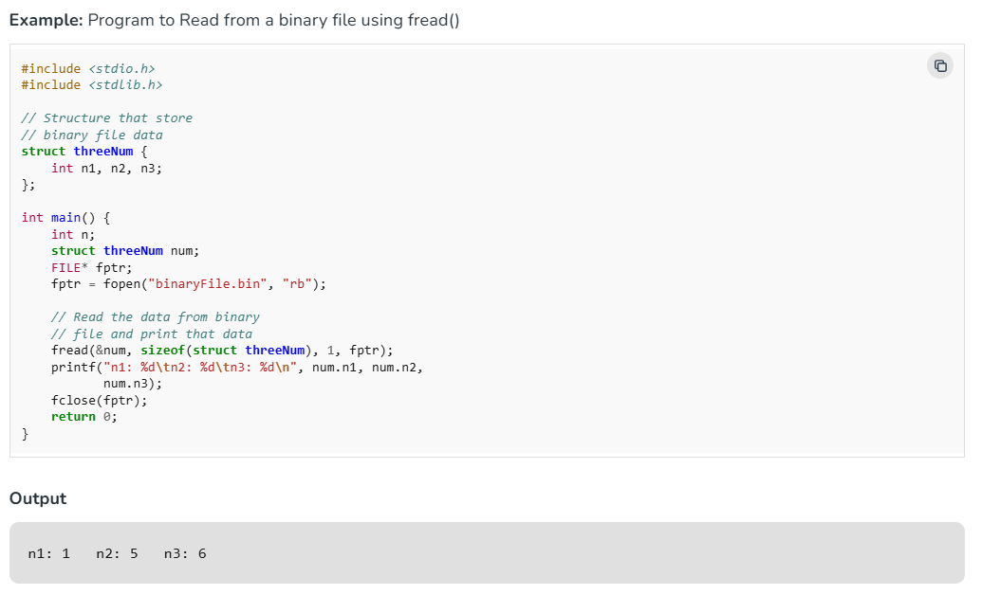 Example: Program to Read from a binary file using fread()
#include <stdio.h>
#include <stdlib.h>
// Structure that store
// binary file data
struct threeNum {
    int n1, n2, n3;
};
int main() {
    int n;
    struct threeNum num;
    FILE* fptr;
    fptr = fopen("binaryFile.bin", "rb");
    // Read the data from binary
    // file and print that data
    fread(&num, sizeof(struct threeNum), 1, fptr);
    printf("n1: %d\tn2: %d\tn3: %d\n", num.n1, num.n2,
           num.n3);
    fclose(fptr);
    return 0;
}
Output
n1: 1   n2: 5   n3: 6